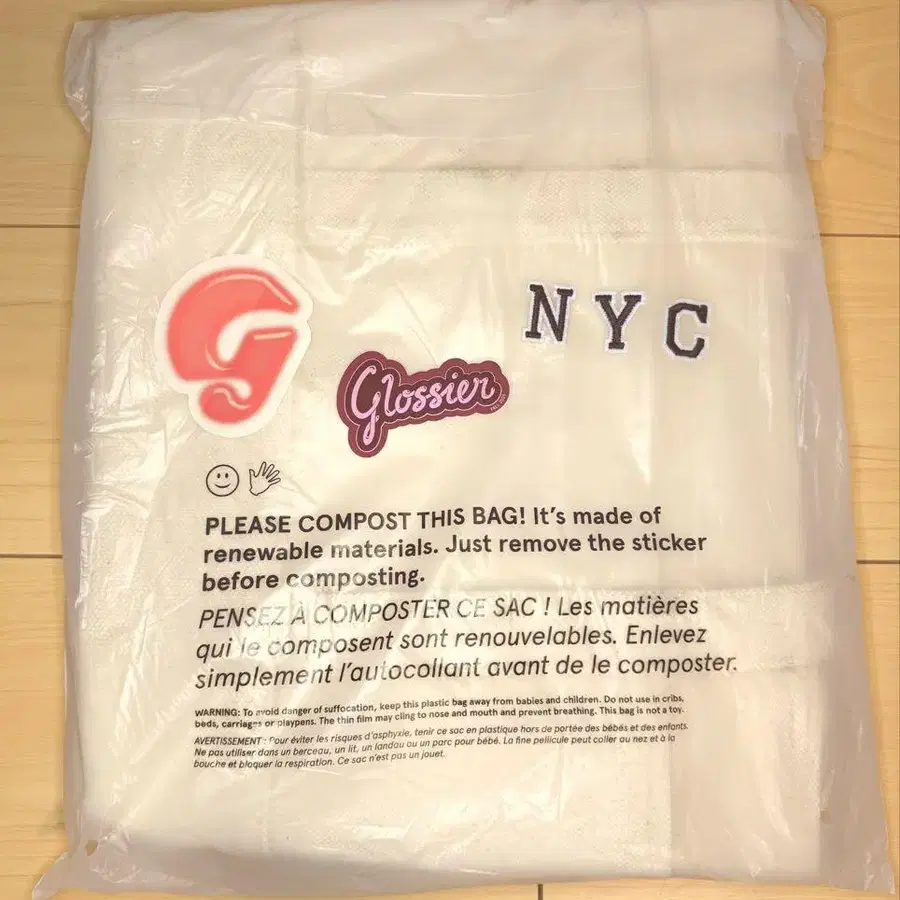 G
Glossier
NYC
PLEASE COMPOST THIS BAG! It's made of
renewable materials. Just remove the sticker
before composting.
PENSEZ À COMPOSTER CE SAC ! Les matières
qui le composent sont renouvelables. Enlevez
simplement l'autocollant avant de le composter.
WARNING: To avoid danger of suffocation, keep this plastic bag away from babies and children. Do not use in cribs,
beds, carriages or playpens. The thin film may cling to nose and mouth and prevent breathing. This bag is not a toy.
AVERTISSEMENT : Pour éviter les risques d'asphyxie, tenir ce sac en plastique hors de portée des bébés et des enfants.
Ne pas utiliser dans un berceau, un lit, un landau ou un parc pour bébé. La fine pellicule peut coller au nez et à la
bouche et bloquer la respiration. Ce sac n'est pas un jouet.